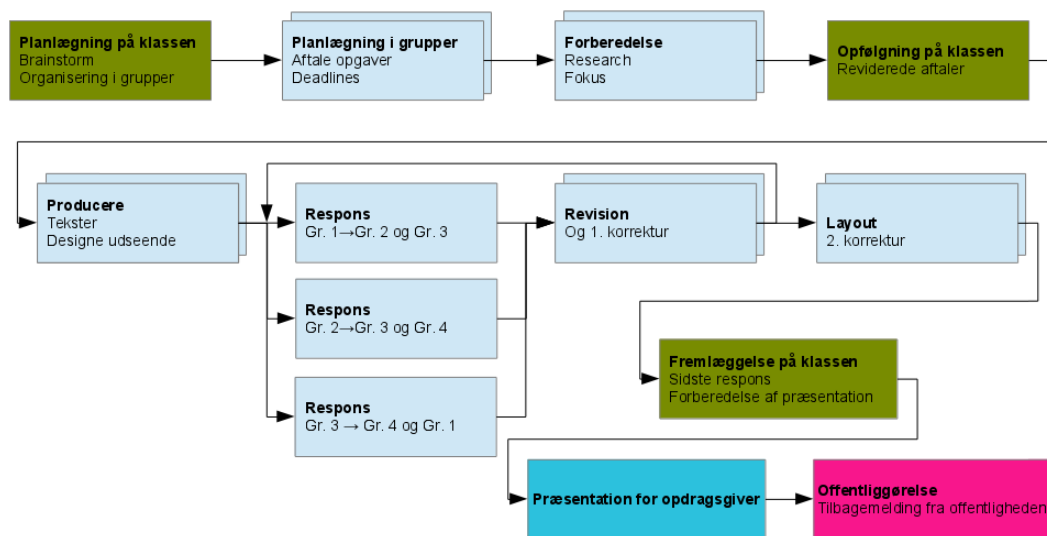 Planlægning på klassen
Brainstorm
Organisering i grupper
Planlægning i grupper
Aftale opgaver
Deadlines
Forberedelse
Research
Fokus
Opfølgning på klassen
Reviderede aftaler
Producere
Tekster
Designe udseende
Respons
Gr. 1→Gr. 2 og Gr. 3
Respons
Gr. 2→Gr. 3 og Gr. 4
Respons
Gr. 3 → Gr. 4 og Gr. 1
Revision
Og 1. korrektur
Layout
2. korrektur
Fremlæggelse på klassen
Sidste respons
Forberedelse af præsentation
Præsentation for opdragsgiver
Offentliggørelse
Tilbagemelding fra offentligheden